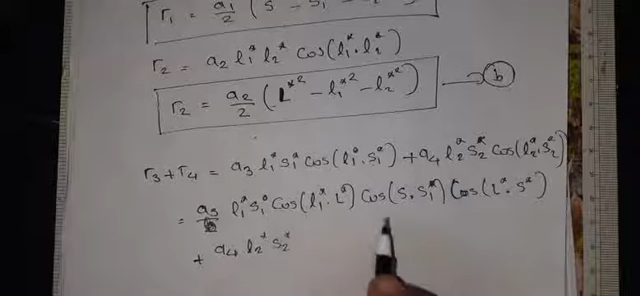 Γ₁ = a₁/2 (S
Γ₂ = a₂ l₁* l₂* cos(l₁*. l₂*)
Γ₂ = a₂/2 (L*² - l₁*² - l₂*²) → b
Γ₃+Γ₄ = a₃ l₁* s₁* cos(l₁*. s₁*) + a₄ l₂* s₂* cos(l₂*. s₂*)
= a₃ l₁* s₁* cos(l₁*. L*) cos(s. s₁*) cos(L*. s*)
+ a₄ l₂* s₂*